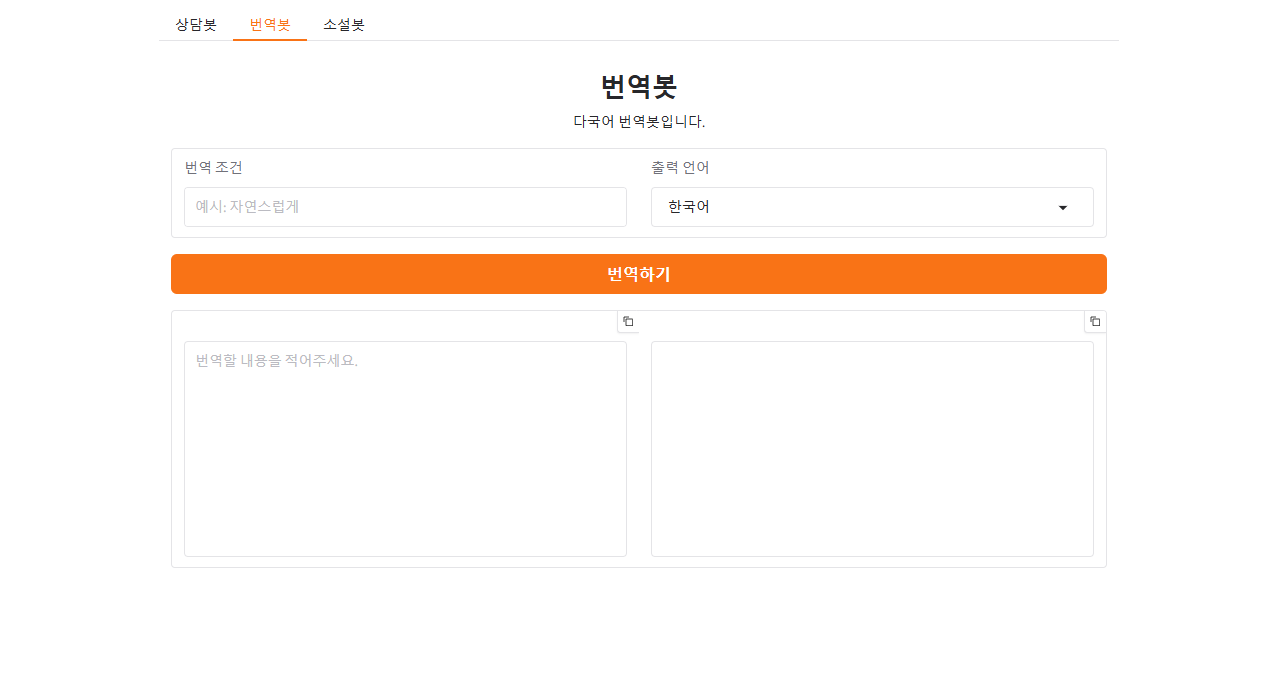 상담봇 번역봇 소설봇
번역봇
다국어 번역봇입니다.
번역 조건 출력 언어
예시: 자연스럽게 한국어
번역하기
번역할 내용을 적어주세요.